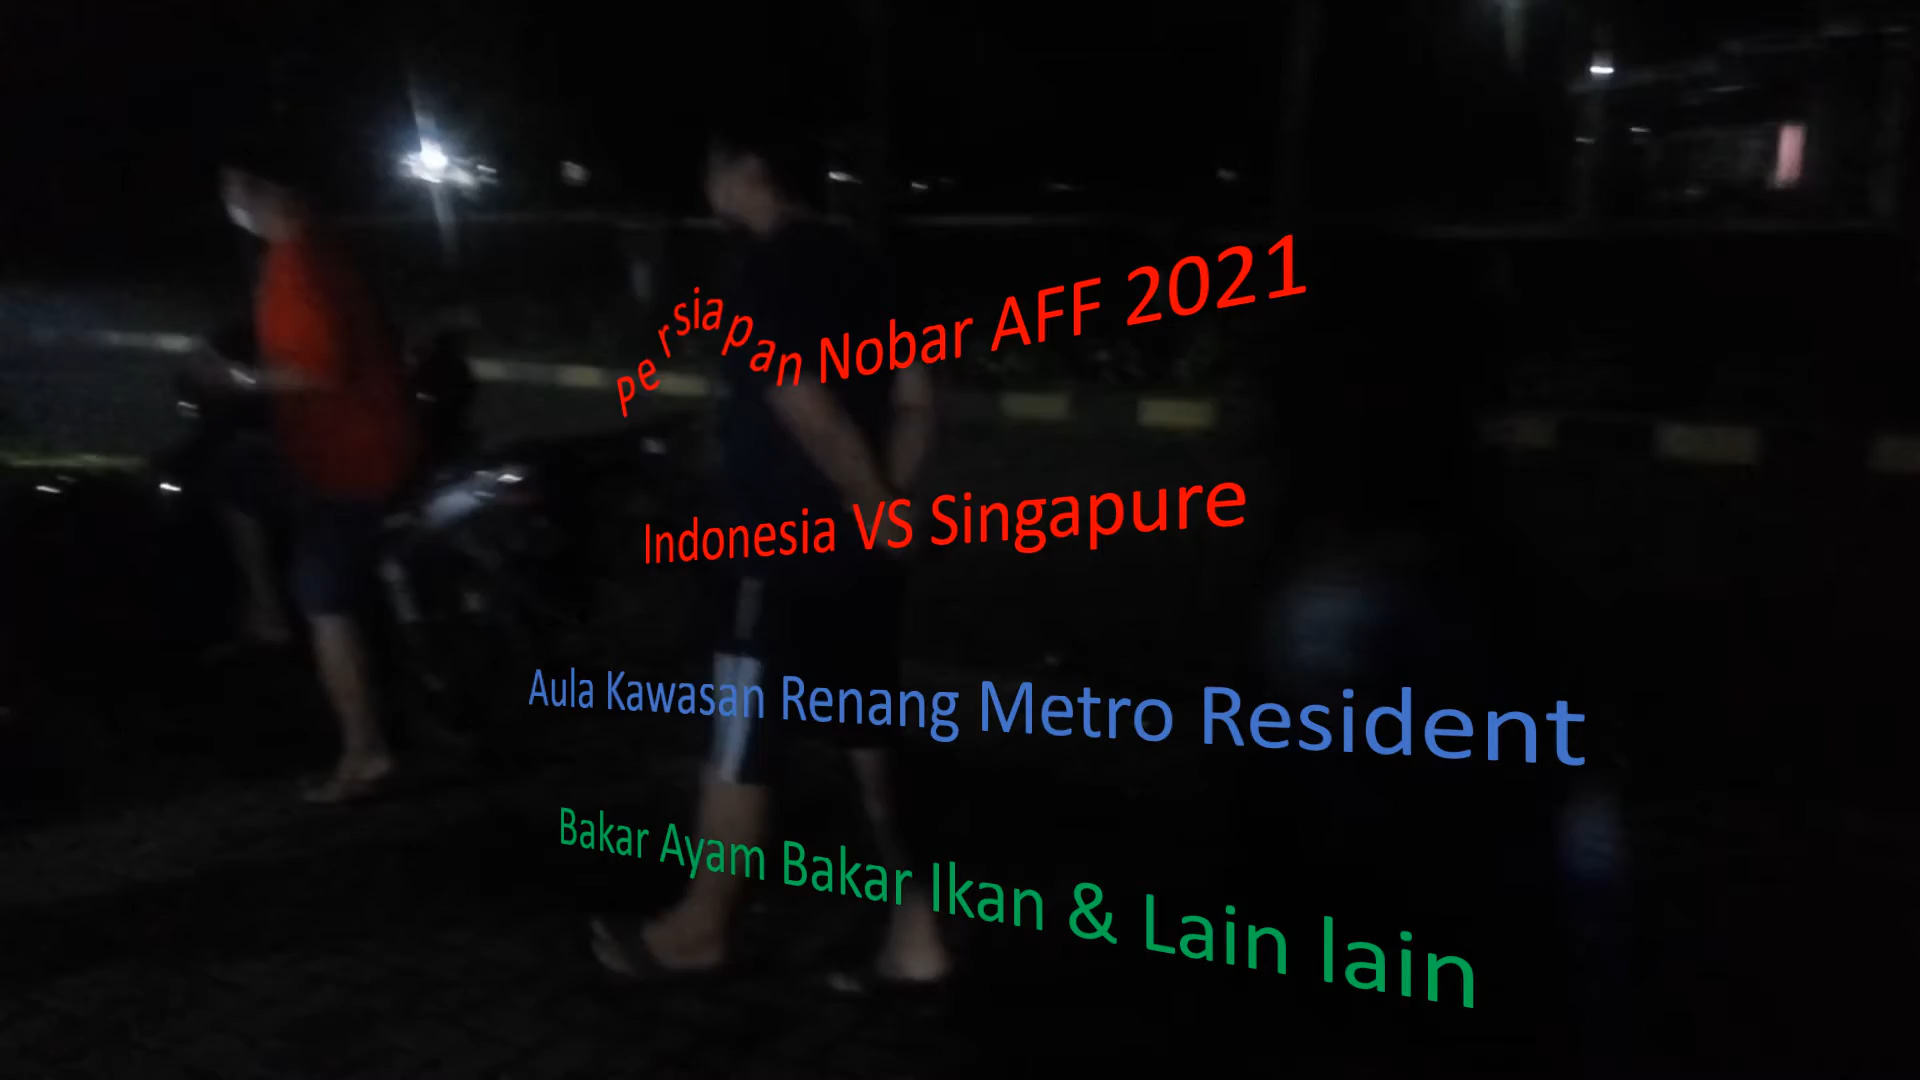 Persiapan Nobar AFF 2021
Indonesia VS Singapure
Aula Kawasan Renang Metro Resident
Bakar Ayam Bakar Ikan & Lain lain